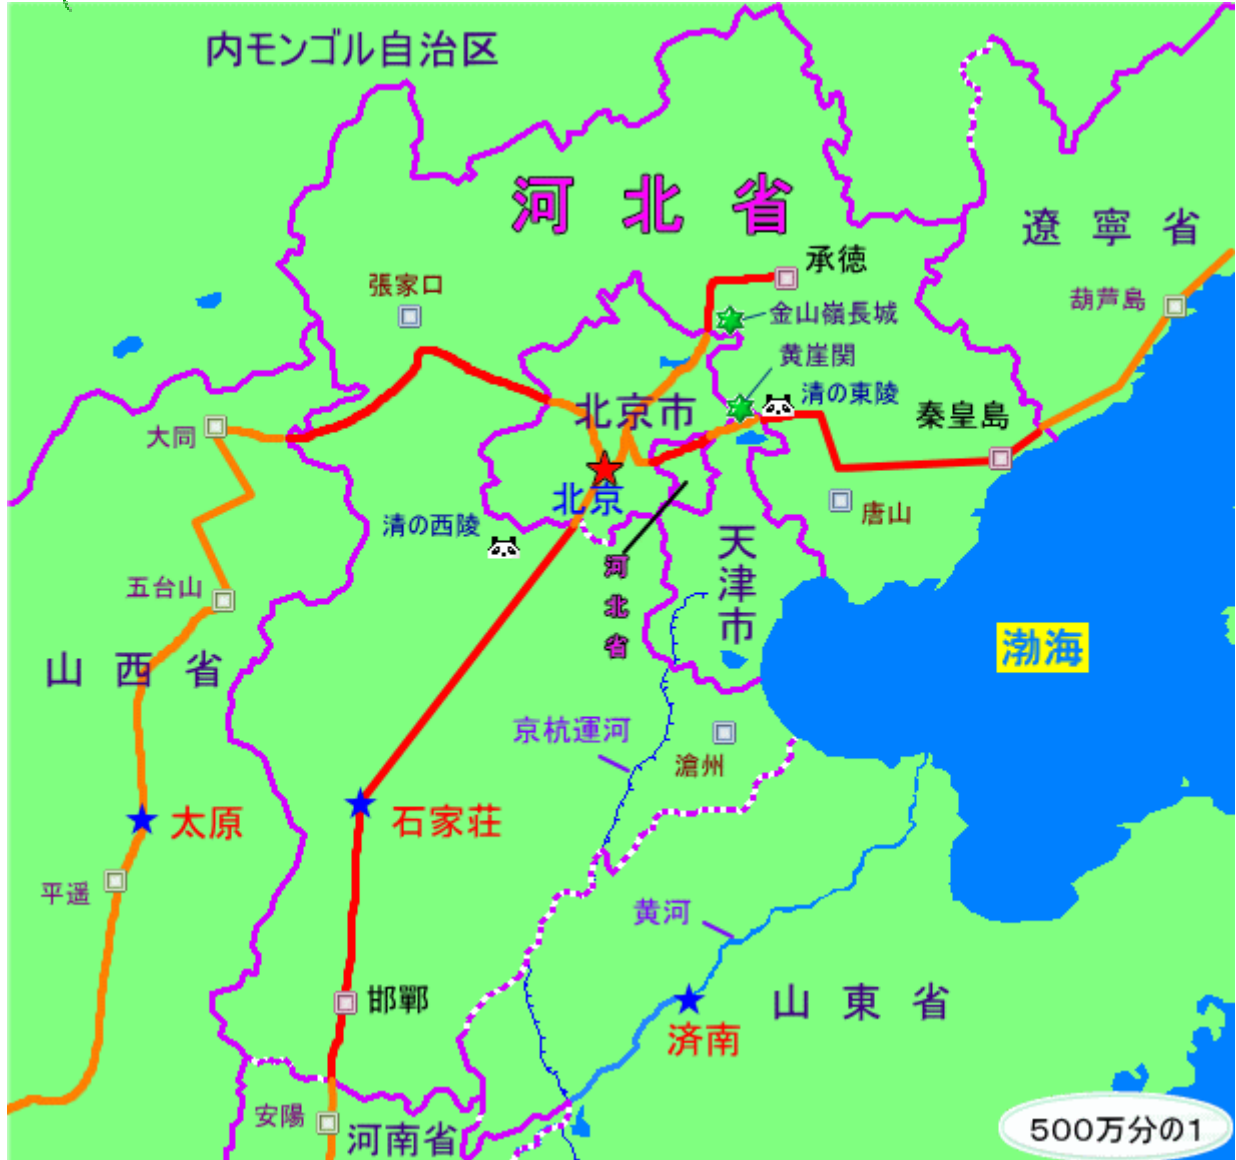 内モンゴル自治区
河北省
遼寧省
承徳
張家口
葫芦島
金山嶺長城
黄崖関
清の東陵
北京市
秦皇島
大同
北京
唐山
清の西陵
天津市
河北省
五台山
渤海
山西省
京杭運河
滄州
太原
石家荘
平遥
黄河
邯鄲
山東省
済南
安陽
河南省
500万分の1